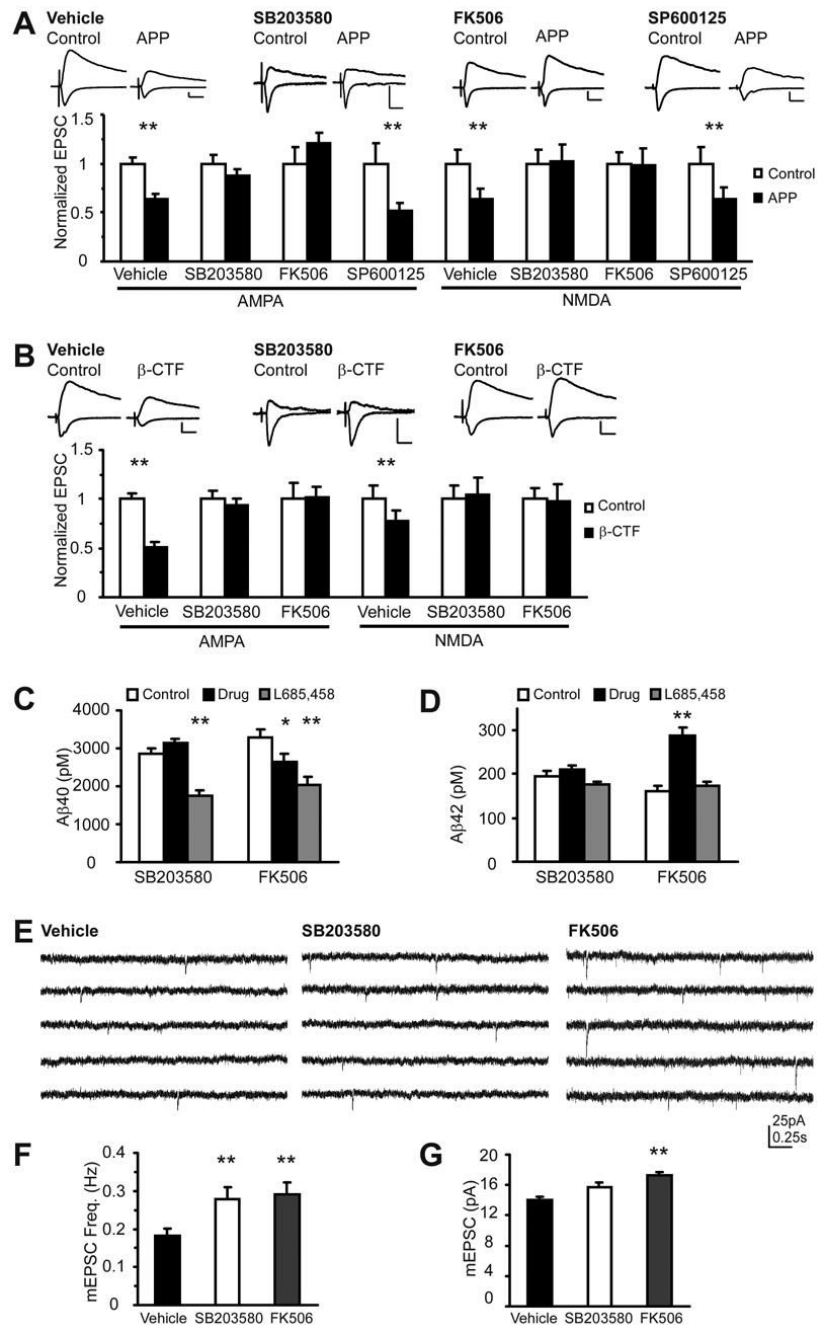 A
Vehicle SB203580 FK506 SP600125
Control APP Control APP Control APP Control APP
Normalized EPSC
1.5
1
0.5
0
** ** ** **
Control
APP
Vehicle SB203580 FK506 SP600125 Vehicle SB203580 FK506 SP600125
AMPA NMDA
B
Vehicle SB203580 FK506
Control β-CTF Control β-CTF Control β-CTF
Normalized EPSC
1.5
1
0.5
0
** **
Control
β-CTF
Vehicle SB203580 FK506 Vehicle SB203580 FK506
AMPA NMDA
C
Control Drug L685,458
Aβ40 (pM)
4000
3000
2000
1000
0
** * **
SB203580 FK506
D
Control Drug L685,458
Aβ42 (pM)
300
200
100
0
**
SB203580 FK506
E
Vehicle SB203580 FK506
25pA
0.25s
F
mEPSC Freq. (Hz)
0.4
0.3
0.2
0.1
0
** **
Vehicle SB203580 FK506
G
mEPSC (pA)
20
16
12
8
4
0
**
Vehicle SB203580 FK506